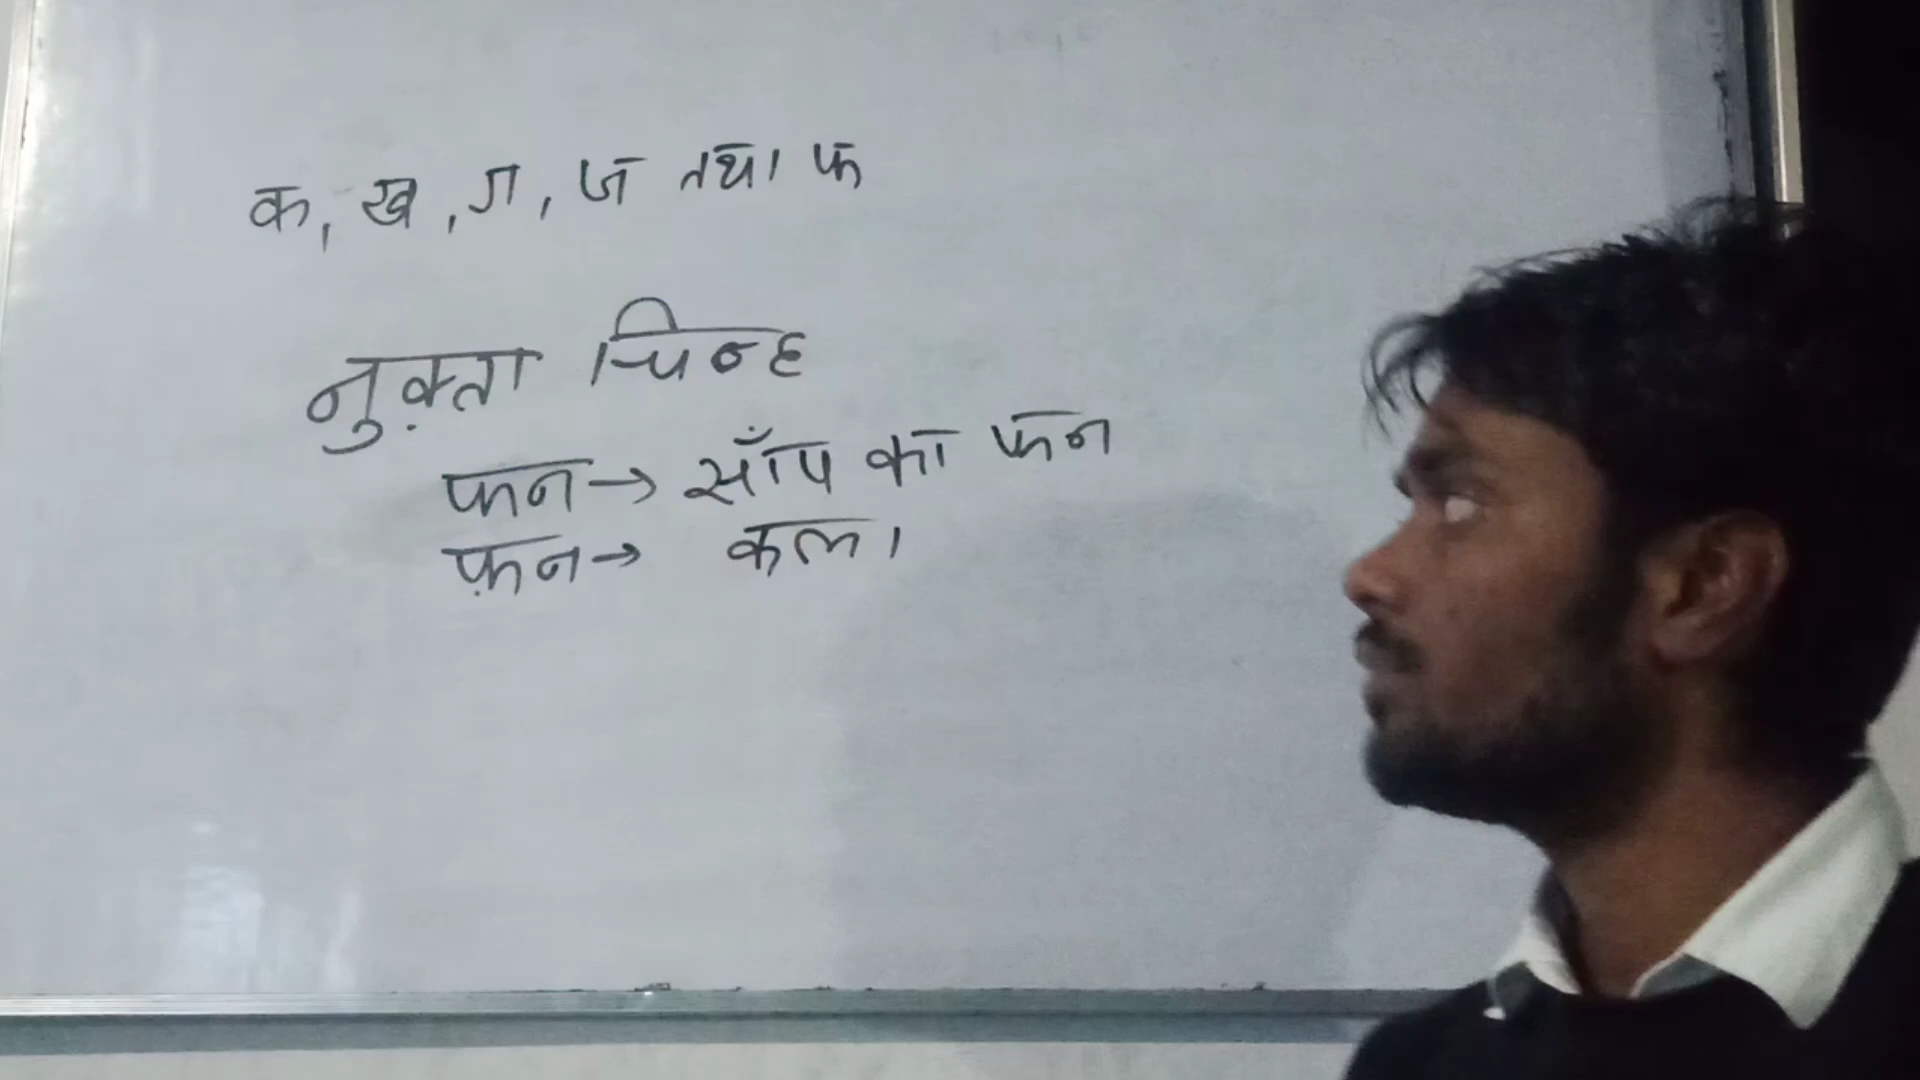 क, ख, ग, ज तथा फ
नुक़्ता चिन्ह
फन → साँप का फन
फ़न → कला